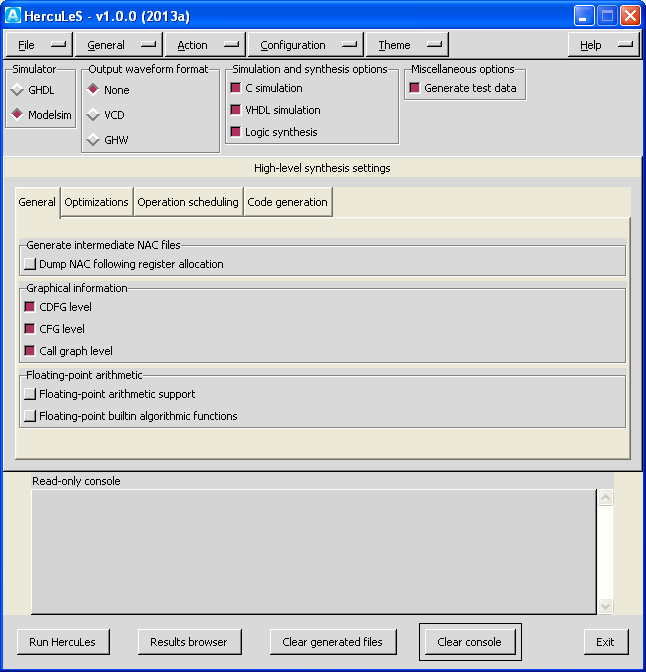 HercuLeS - v1.0.0 (2013a)
File General Action Configuration Theme Help
Simulator Output waveform format Simulation and synthesis options Miscellaneous options
GHDL None C simulation Generate test data
Modelsim VCD VHDL simulation
GHW Logic synthesis
High-level synthesis settings
General Optimizations Operation scheduling Code generation
Generate intermediate NAC files
Dump NAC following register allocation
Graphical information
CDFG level
CFG level
Call graph level
Floating-point arithmetic
Floating-point arithmetic support
Floating-point builtin algorithmic functions
Read-only console
Run HercuLes Results browser Clear generated files Clear console Exit